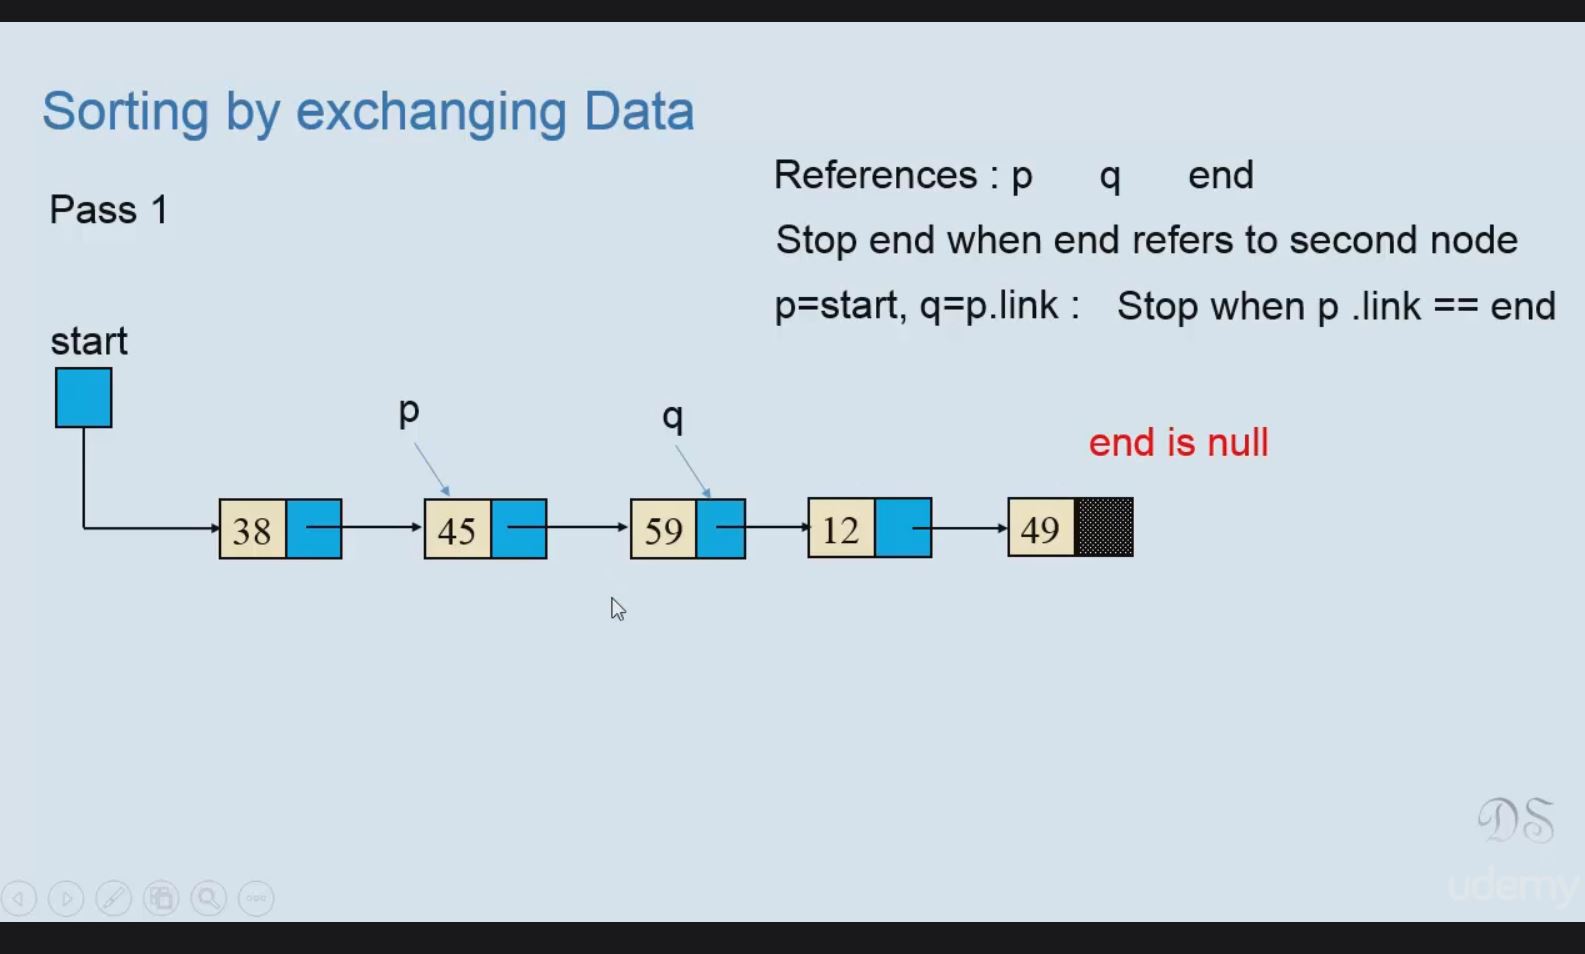 Sorting by exchanging Data
References : p q end
Pass 1
Stop end when end refers to second node
p=start, q=p.link : Stop when p .link == end
start
p
q
end is null
38 45 59 12 49
DS
udemy